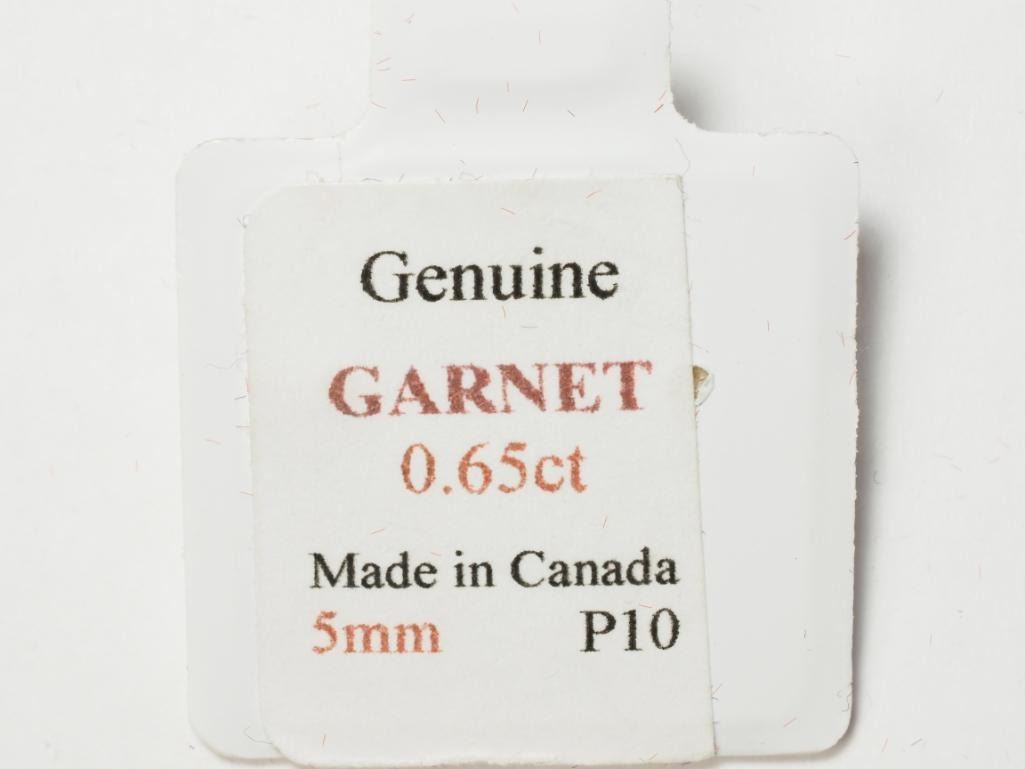 Genuine
GARNET
0.65ct
Made in Canada
5mm P10